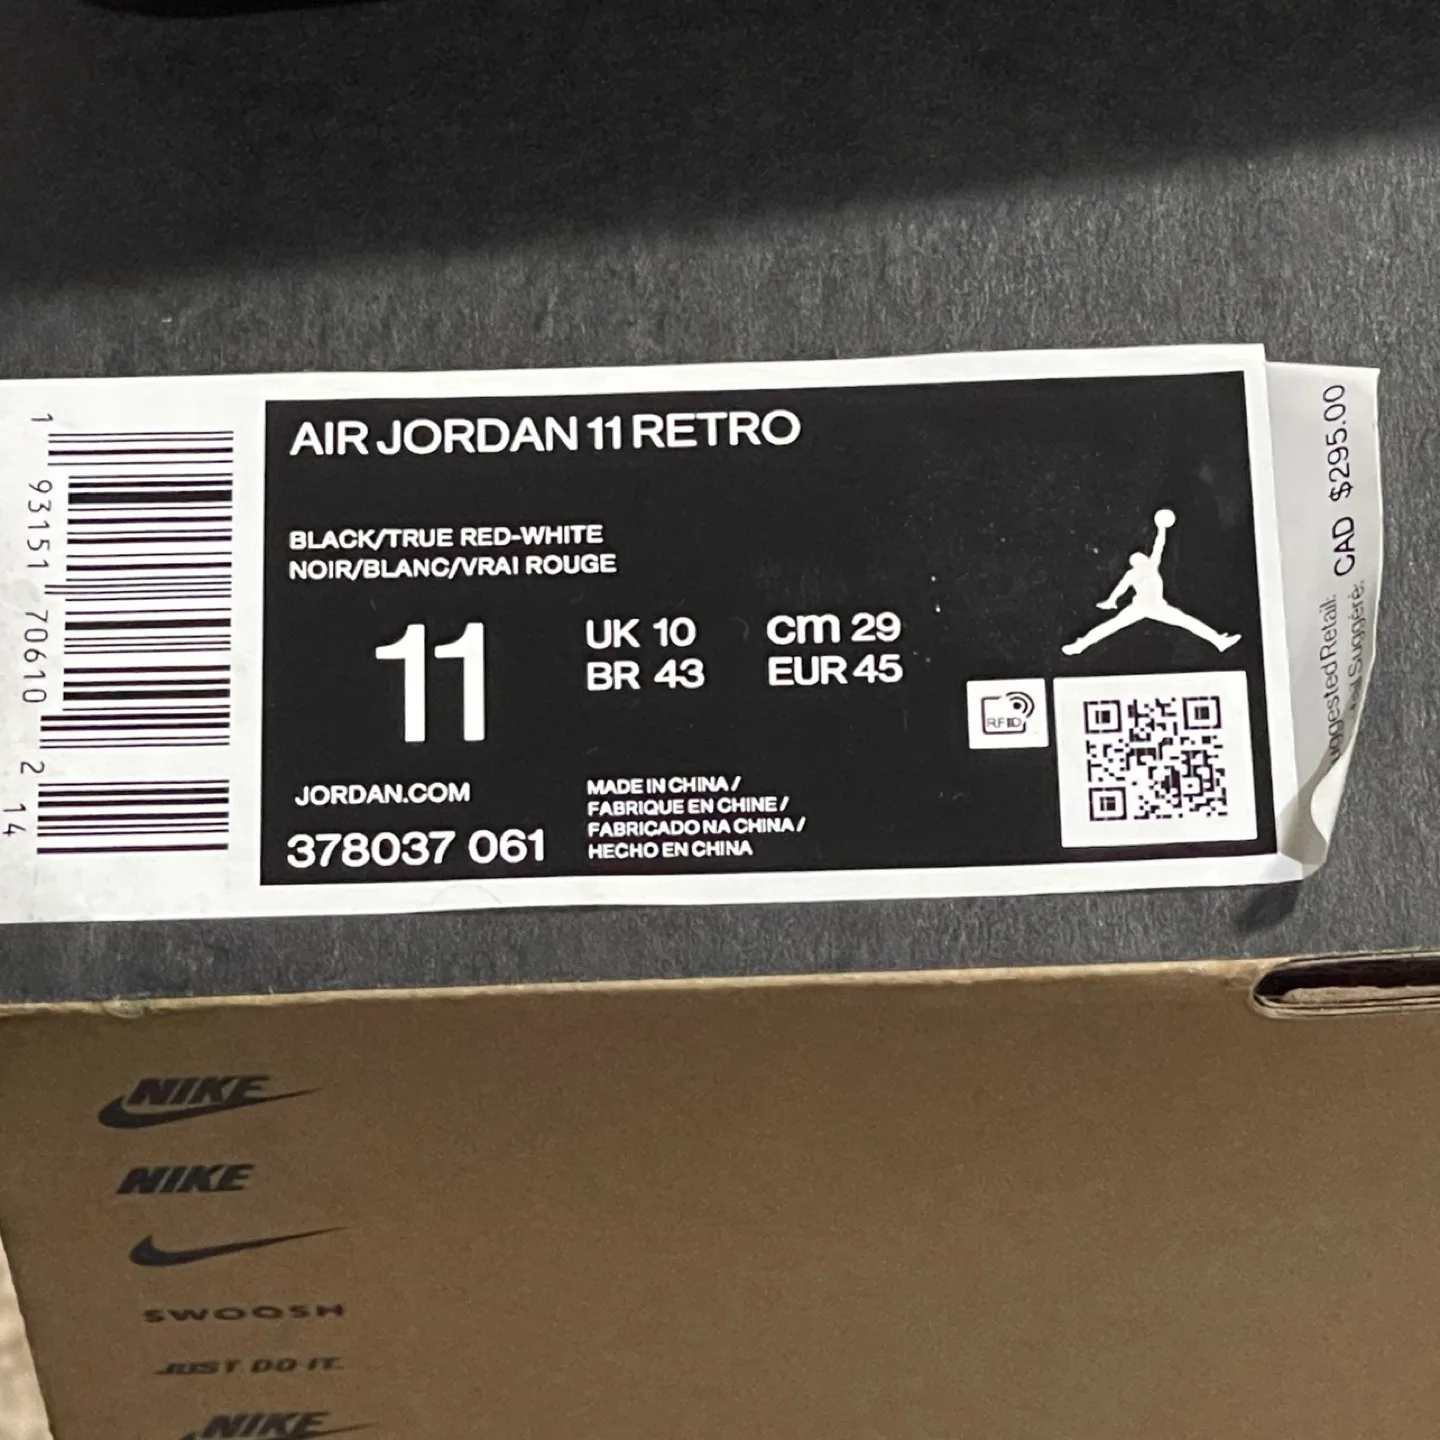 AIR JORDAN 11 RETRO
BLACK/TRUE RED-WHITE
NOIR/BLANC/VRAI ROUGE
11
UK 10
BR 43
cm 29
EUR 45
RFID
JORDAN.COM
378037 061
MADE IN CHINA /
FABRIQUE EN CHINE /
FABRICADO NA CHINA /
HECHO EN CHINA
1 93151 70610 2 14
Retail: CAD $295.00
Suggéré:
NIKE
NIKE
SWOOSH
JUST DO IT.
NIKE